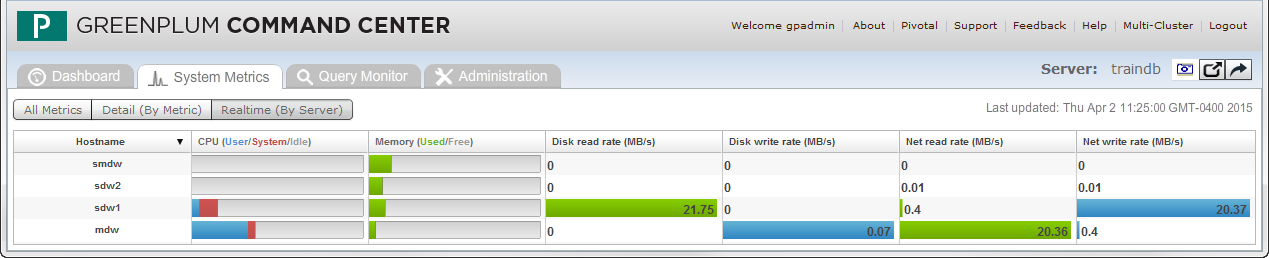 P GREENPLUM COMMAND CENTER
Welcome gpadmin About Pivotal Support Feedback Help Multi-Cluster Logout
Dashboard System Metrics Query Monitor Administration Server: traindb
All Metrics Detail (By Metric) Realtime (By Server) Last updated: Thu Apr 2 11:25:00 GMT-0400 2015
Hostname CPU (User/System/Idle) Memory (Used/Free) Disk read rate (MB/s) Disk write rate (MB/s) Net read rate (MB/s) Net write rate (MB/s)
smdw 0 0 0 0
sdw2 0 0 0.01 0.01
sdw1 21.75 0 0.4 20.37
mdw 0 0.07 20.36 0.4